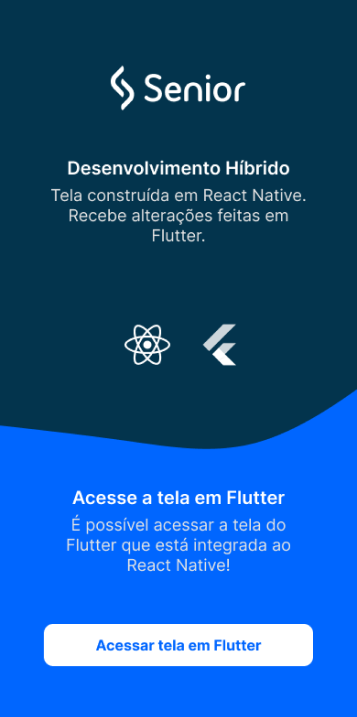 Senior
Desenvolvimento Híbrido
Tela construída em React Native.
Recebe alterações feitas em
Flutter.
Acesse a tela em Flutter
É possível acessar a tela do
Flutter que está integrada ao
React Native!
Acessar tela em Flutter